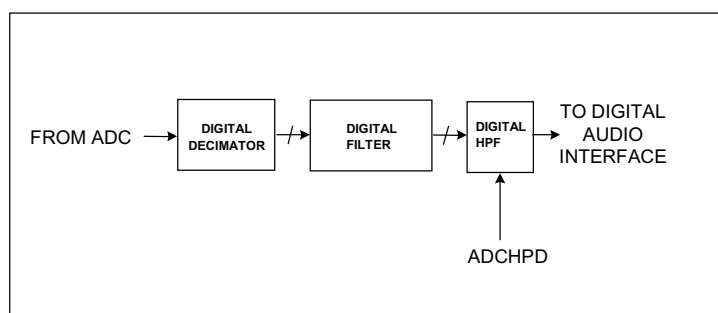 FROM ADC
DIGITAL
DECIMATOR
DIGITAL
FILTER
DIGITAL
HPF
TO DIGITAL
AUDIO
INTERFACE
ADCHPD